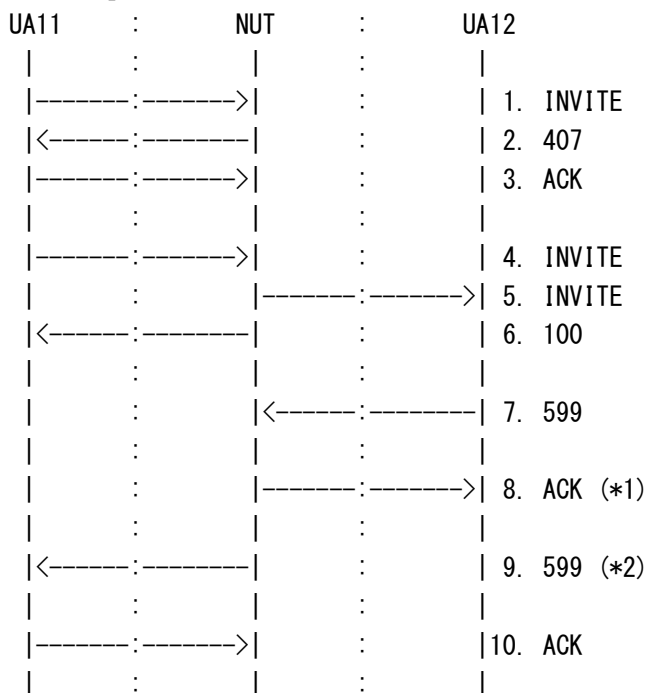 UA11 : NUT : UA12
| : | : |
|-------:------->| : | 1. INVITE
|<------:--------| : | 2. 407
|-------:------->| : | 3. ACK
| : | : |
|-------:------->| : | 4. INVITE
| : |-------:------->| 5. INVITE
|<------:--------| : | 6. 100
| : | : |
| : |<------:--------| 7. 599
| : | : |
| : |-------:------->| 8. ACK (*1)
| : | : |
|<------:--------| : | 9. 599 (*2)
| : | : |
|-------:------->| : |10. ACK
| : | : |